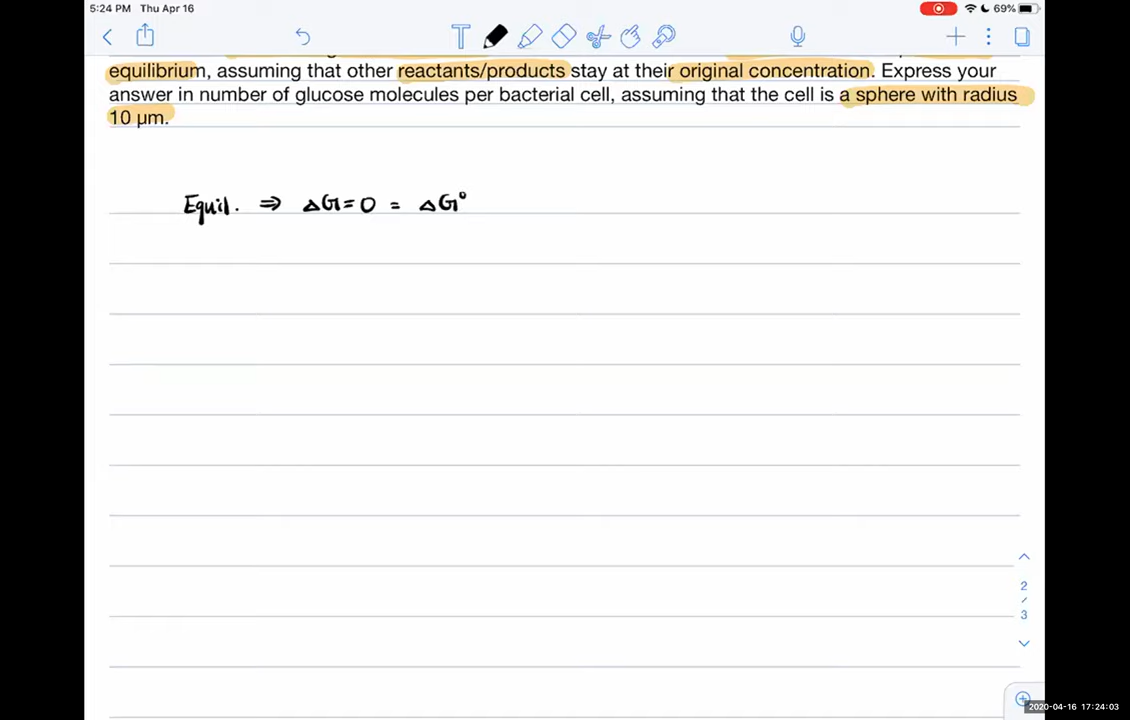 5:24 PM Thu Apr 16
69%
equilibrium, assuming that other reactants/products stay at their original concentration. Express your
answer in number of glucose molecules per bacterial cell, assuming that the cell is a sphere with radius
10 μm.
Equil. ⇒ ΔG = 0 = ΔG°
2
/
3
2020-04-16 17:24:03